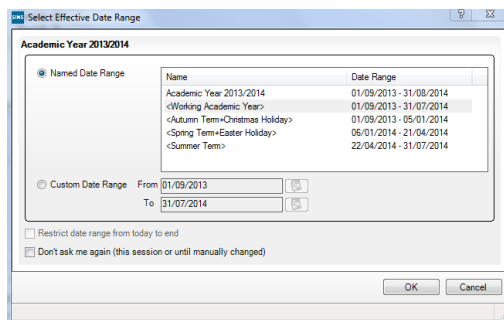 SIMS Select Effective Date Range
Academic Year 2013/2014
Named Date Range
Name Date Range
Academic Year 2013/2014 01/09/2013 - 31/08/2014
<Working Academic Year> 01/09/2013 - 31/07/2014
<Autumn Term+Christmas Holiday> 01/09/2013 - 05/01/2014
<Spring Term+Easter Holiday> 06/01/2014 - 21/04/2014
<Summer Term> 22/04/2014 - 31/07/2014
Custom Date Range From 01/09/2013
To 31/07/2014
Restrict date range from today to end
Don't ask me again (this session or until manually changed)
OK Cancel